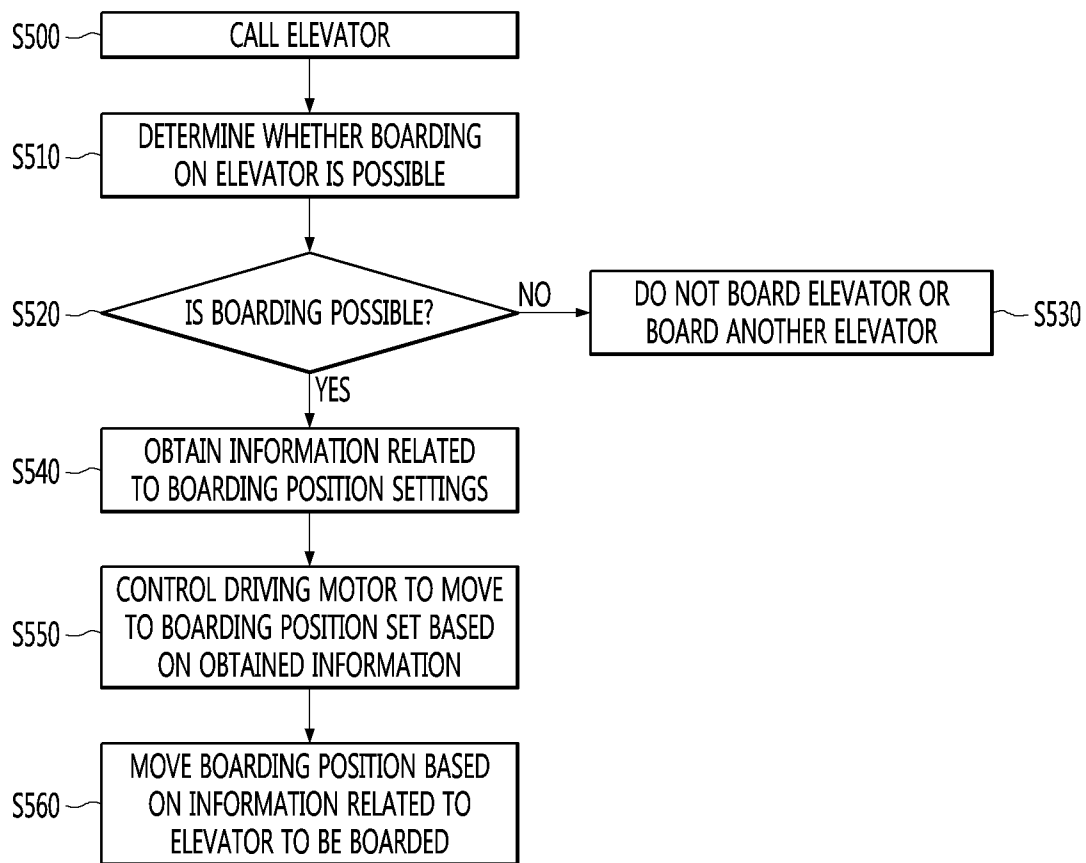 S500
CALL ELEVATOR
S510
DETERMINE WHETHER BOARDING
ON ELEVATOR IS POSSIBLE
S520
IS BOARDING POSSIBLE?
NO
DO NOT BOARD ELEVATOR OR
BOARD ANOTHER ELEVATOR
S530
YES
S540
OBTAIN INFORMATION RELATED
TO BOARDING POSITION SETTINGS
S550
CONTROL DRIVING MOTOR TO MOVE
TO BOARDING POSITION SET BASED
ON OBTAINED INFORMATION
S560
MOVE BOARDING POSITION BASED
ON INFORMATION RELATED TO
ELEVATOR TO BE BOARDED